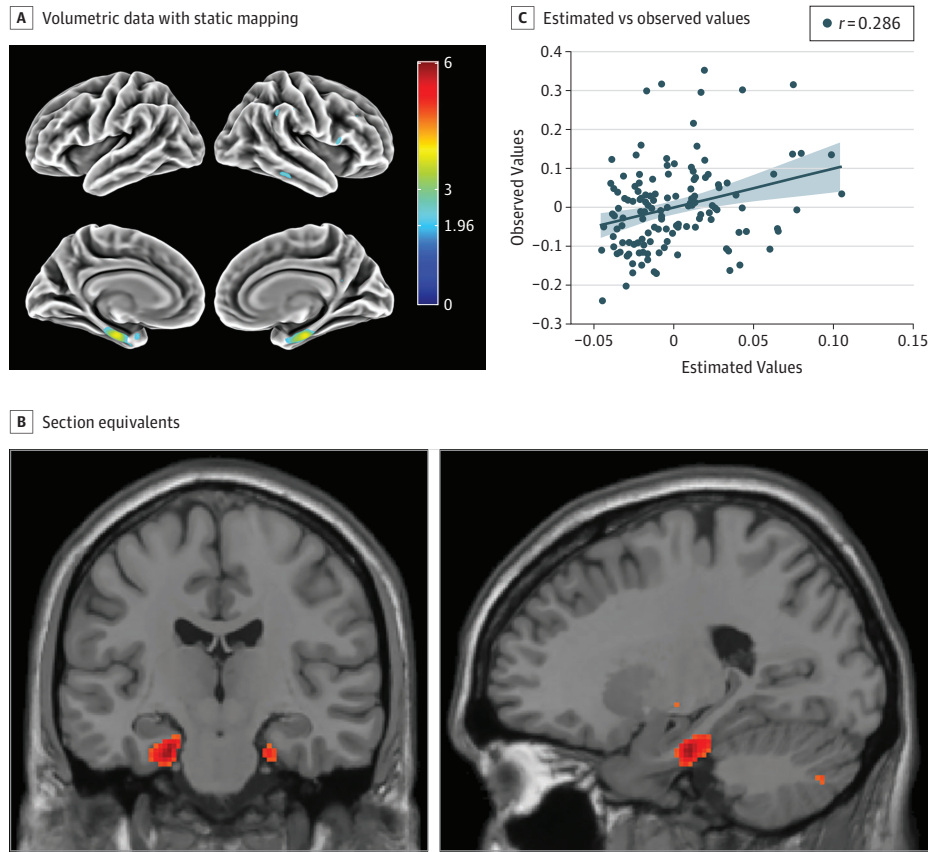 A Volumetric data with static mapping
6
3
1.96
0
C Estimated vs observed values
r = 0.286
Observed Values
0.4
0.3
0.2
0.1
0
−0.1
−0.2
−0.3
−0.05 0 0.05 0.10 0.15
Estimated Values
B Section equivalents